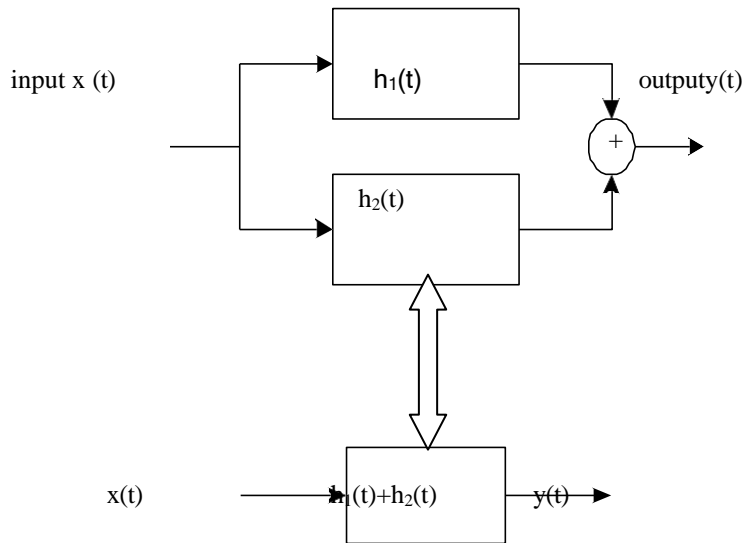 input x (t)
h₁(t)
outputy(t)
+
h₂(t)
x(t)
h₁(t)+h₂(t)
y(t)